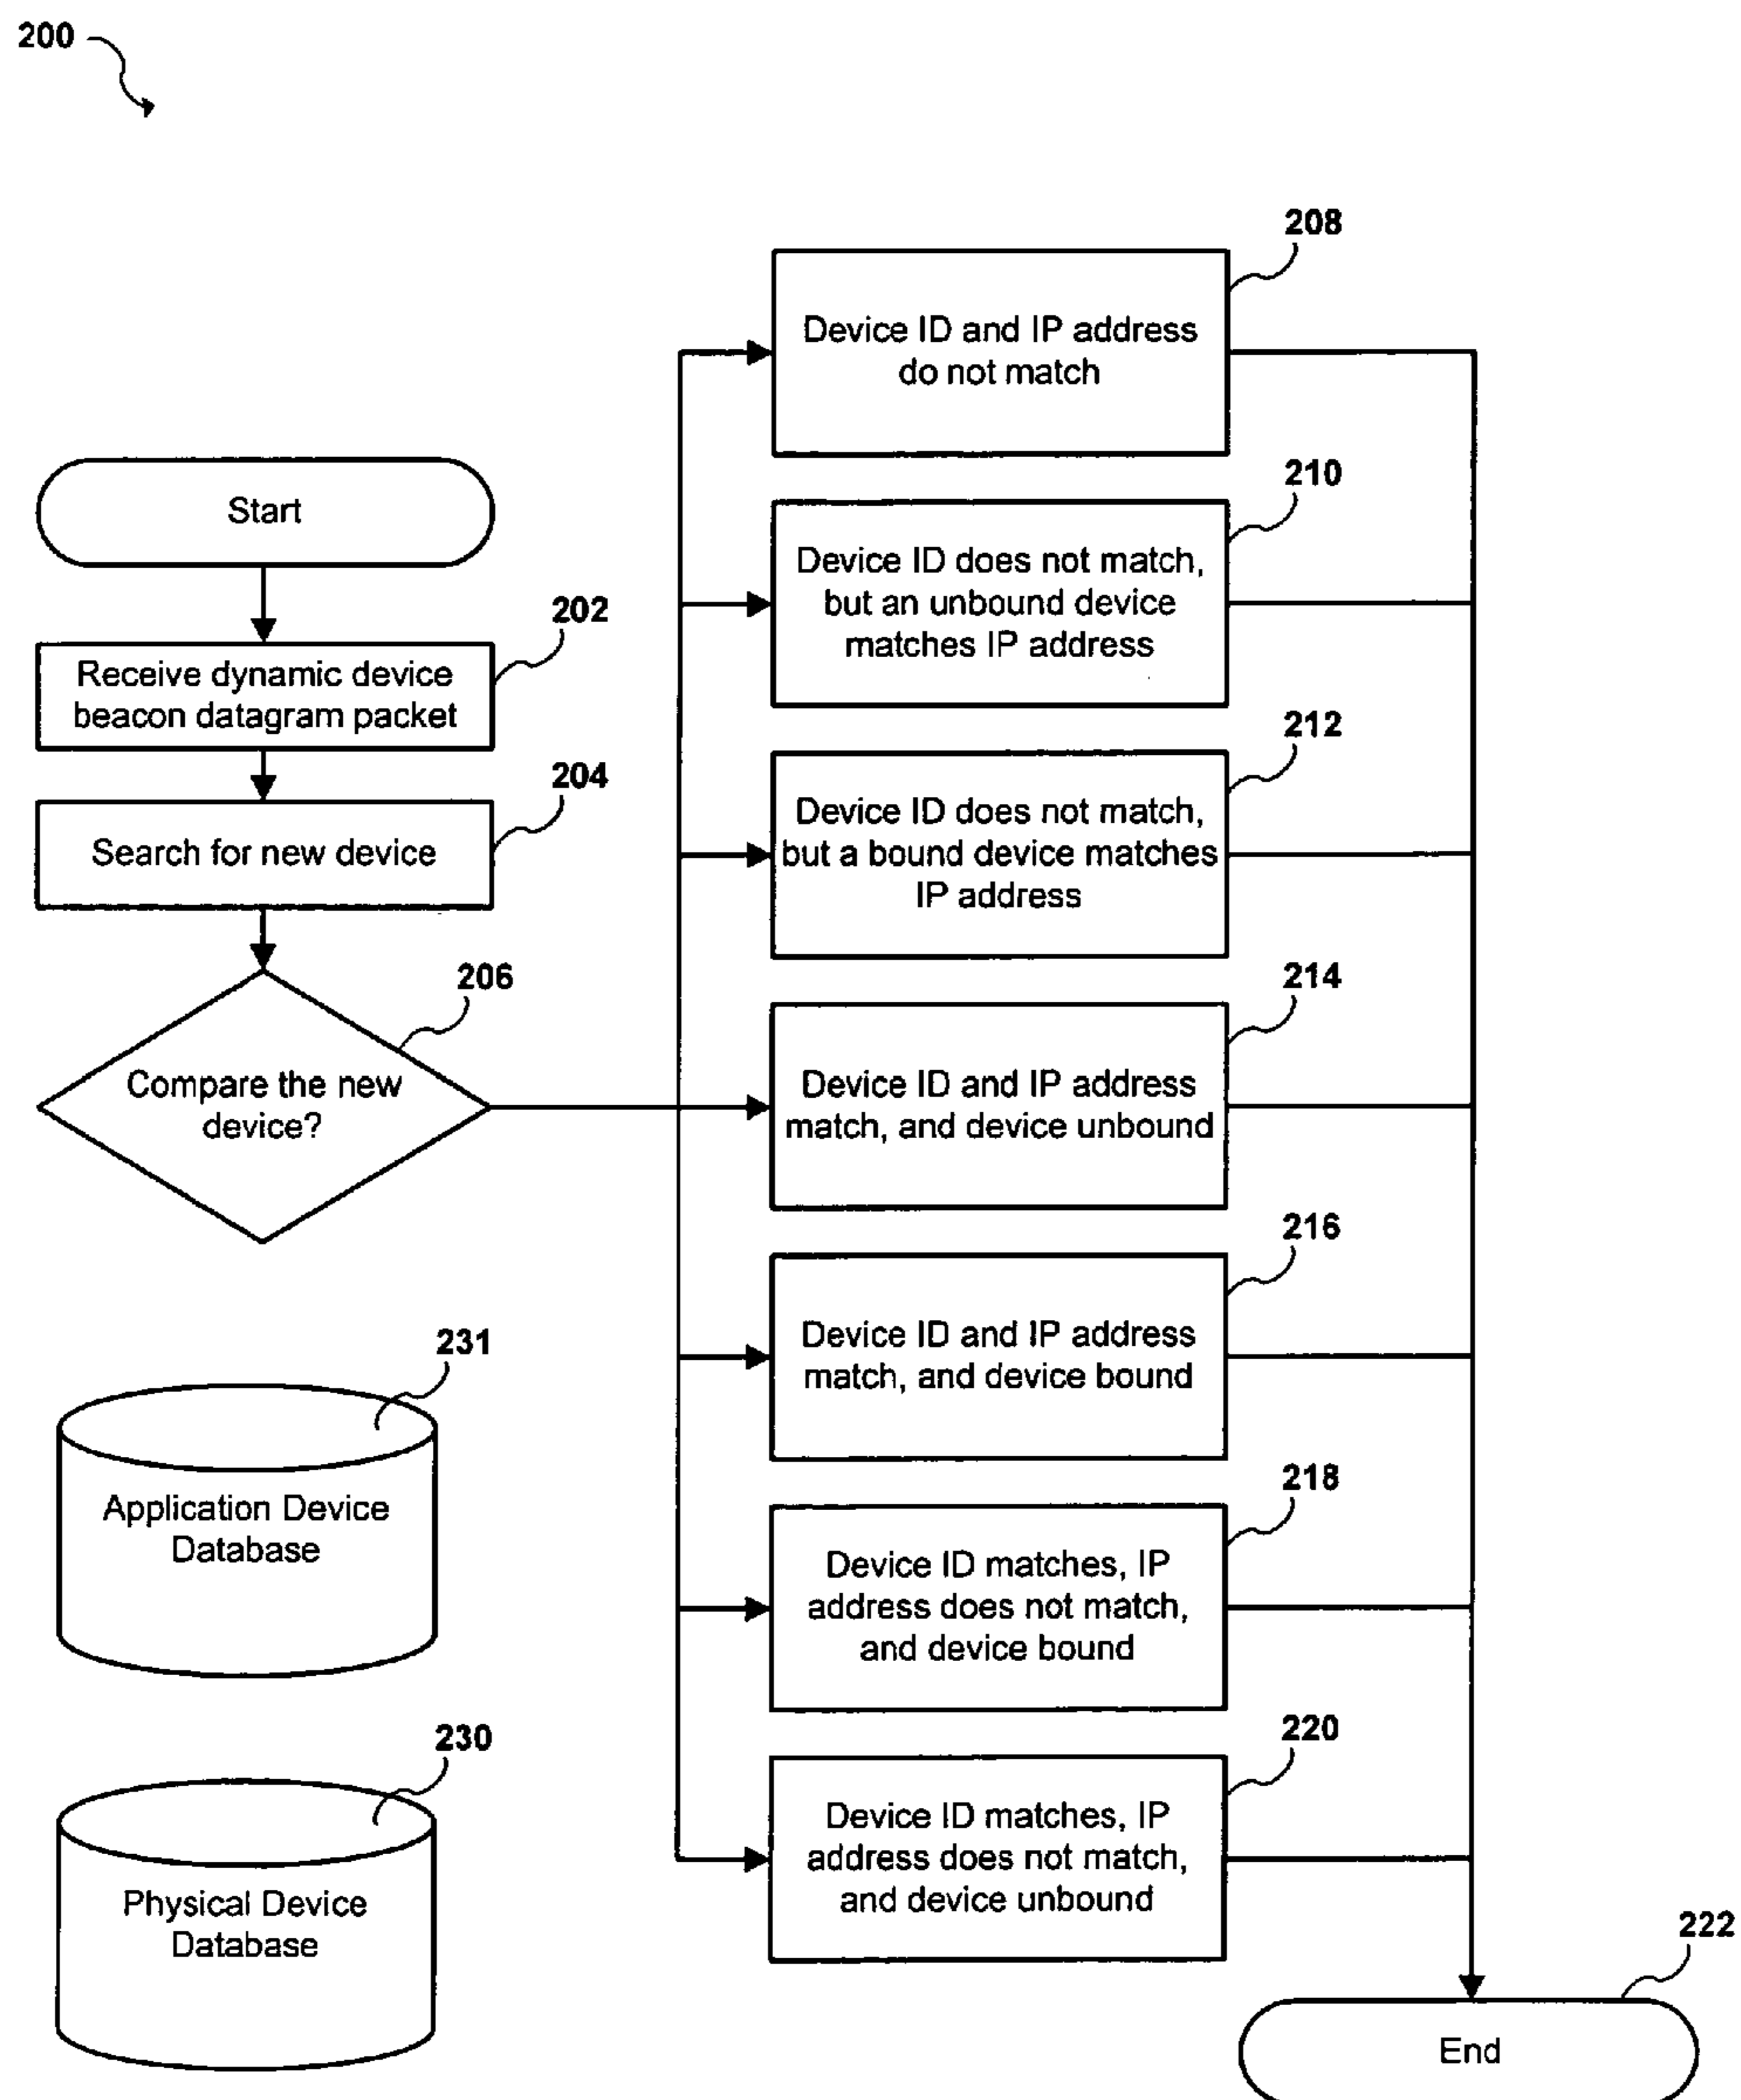 200
208
Device ID and IP address
do not match
210
Device ID does not match,
but an unbound device
matches IP address
Start
202
Receive dynamic device
beacon datagram packet
212
Device ID does not match,
but a bound device matches
IP address
204
Search for new device
206
Compare the new
device?
214
Device ID and IP address
match, and device unbound
216
Device ID and IP address
match, and device bound
231
Application Device
Database
218
Device ID matches, IP
address does not match,
and device bound
230
Physical Device
Database
220
Device ID matches, IP
address does not match,
and device unbound
222
End